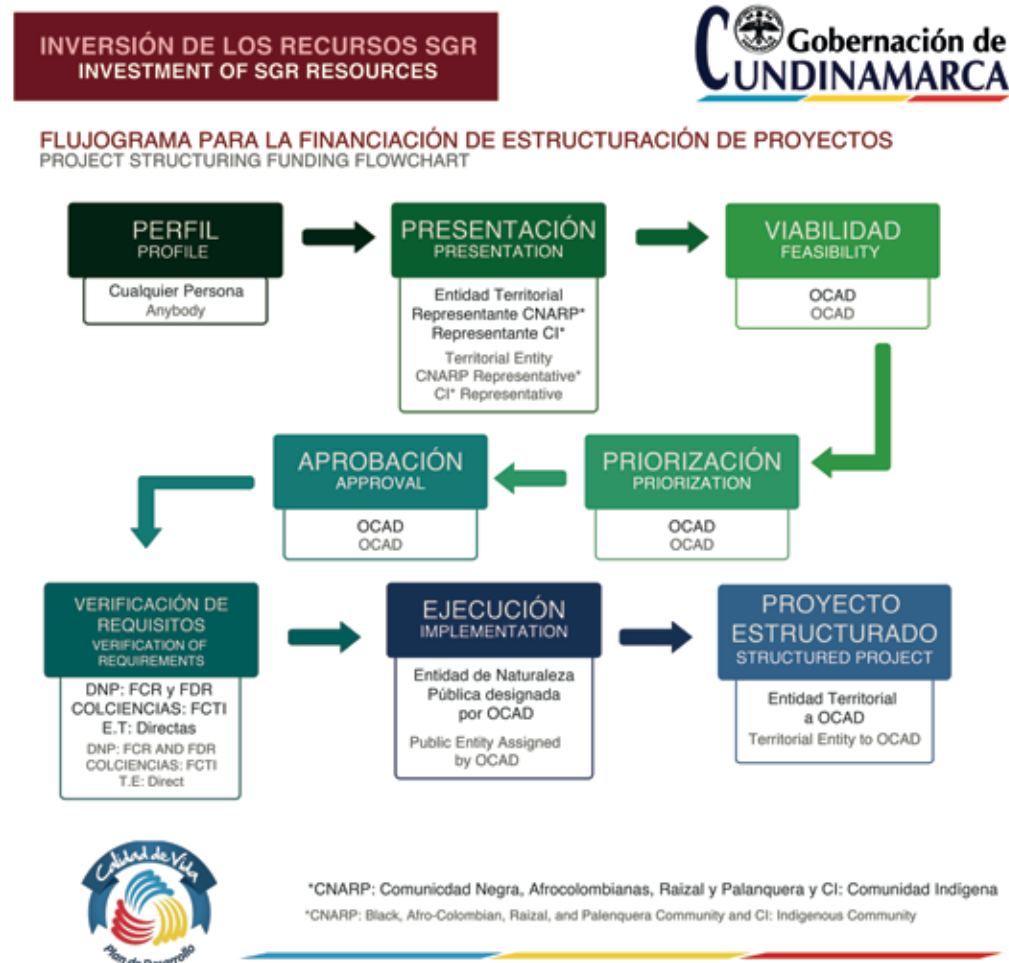 INVERSIÓN DE LOS RECURSOS SGR
INVESTMENT OF SGR RESOURCES
Gobernación de
CUNDINAMARCA
FLUJOGRAMA PARA LA FINANCIACIÓN DE ESTRUCTURACIÓN DE PROYECTOS
PROJECT STRUCTURING FUNDING FLOWCHART
PERFIL
PROFILE
Cualquier Persona
Anybody
PRESENTACIÓN
PRESENTATION
Entidad Territorial
Representante CNARP*
Representante CI*
Territorial Entity
CNARP Representative*
CI* Representative
VIABILIDAD
FEASIBILITY
OCAD
OCAD
PRIORIZACIÓN
PRIORIZATION
OCAD
OCAD
APROBACIÓN
APPROVAL
OCAD
OCAD
VERIFICACIÓN DE
REQUISITOS
VERIFICATION OF
REQUIREMENTS
DNP: FCR y FDR
COLCIENCIAS: FCTI
E.T: Directas
DNP: FCR AND FDR
COLCIENCIAS: FCTI
T.E: Direct
EJECUCIÓN
IMPLEMENTATION
Entidad de Naturaleza
Pública designada
por OCAD
Public Entity Assigned
by OCAD
PROYECTO
ESTRUCTURADO
STRUCTURED PROJECT
Entidad Territorial
a OCAD
Territorial Entity to OCAD
Calidad de Vida
Plan de Desarrollo
*CNARP: Comunicdad Negra, Afrocolombianas, Raizal y Palanquera y CI: Comunidad Indigena
*CNARP: Black, Afro-Colombian, Raizal, and Palenquera Community and CI: Indigenous Community